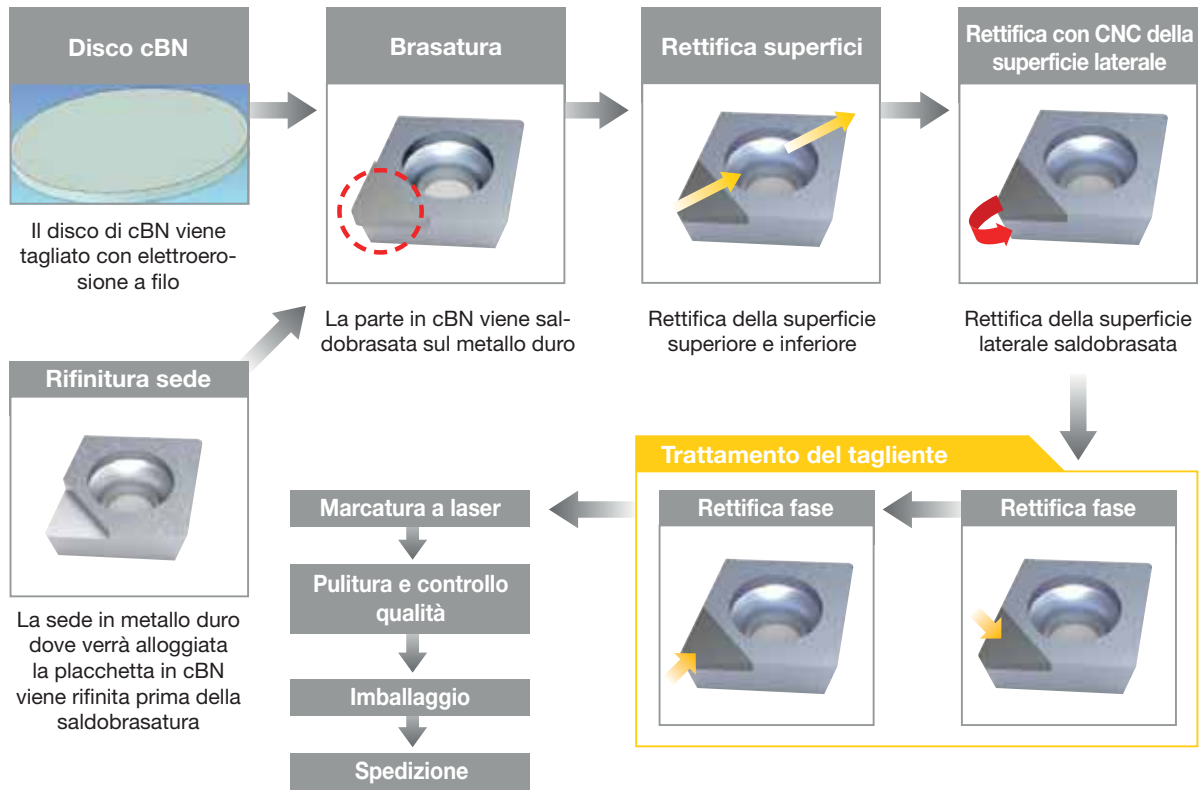 Disco cBN
Il disco di cBN viene
tagliato con elettroero-
sione a filo
Brasatura
La parte in cBN viene sal-
dobrasata sul metallo duro
Rettifica superfici
Rettifica della superficie
superiore e inferiore
Rettifica con CNC della
superficie laterale
Rettifica della superficie
laterale saldobrasata
Rifinitura sede
La sede in metallo duro
dove verrà alloggiata
la placchetta in cBN
viene rifinita prima della
saldobrasatura
Trattamento del tagliente
Rettifica fase
Rettifica fase
Marcatura a laser
Pulitura e controllo
qualità
Imballaggio
Spedizione